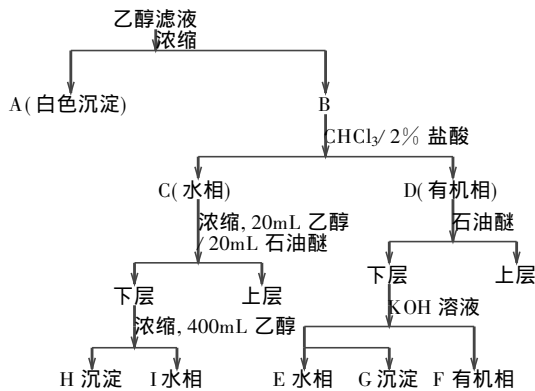 乙醇滤液
浓缩
A(白色沉淀)
B
CHCl₃/2% 盐酸
C(水相)
D(有机相)
浓缩,20mL 乙醇
/20mL 石油醚
石油醚
下层
上层
下层
上层
浓缩,400mL 乙醇
KOH 溶液
H 沉淀
I 水相
E 水相
G 沉淀
F 有机相